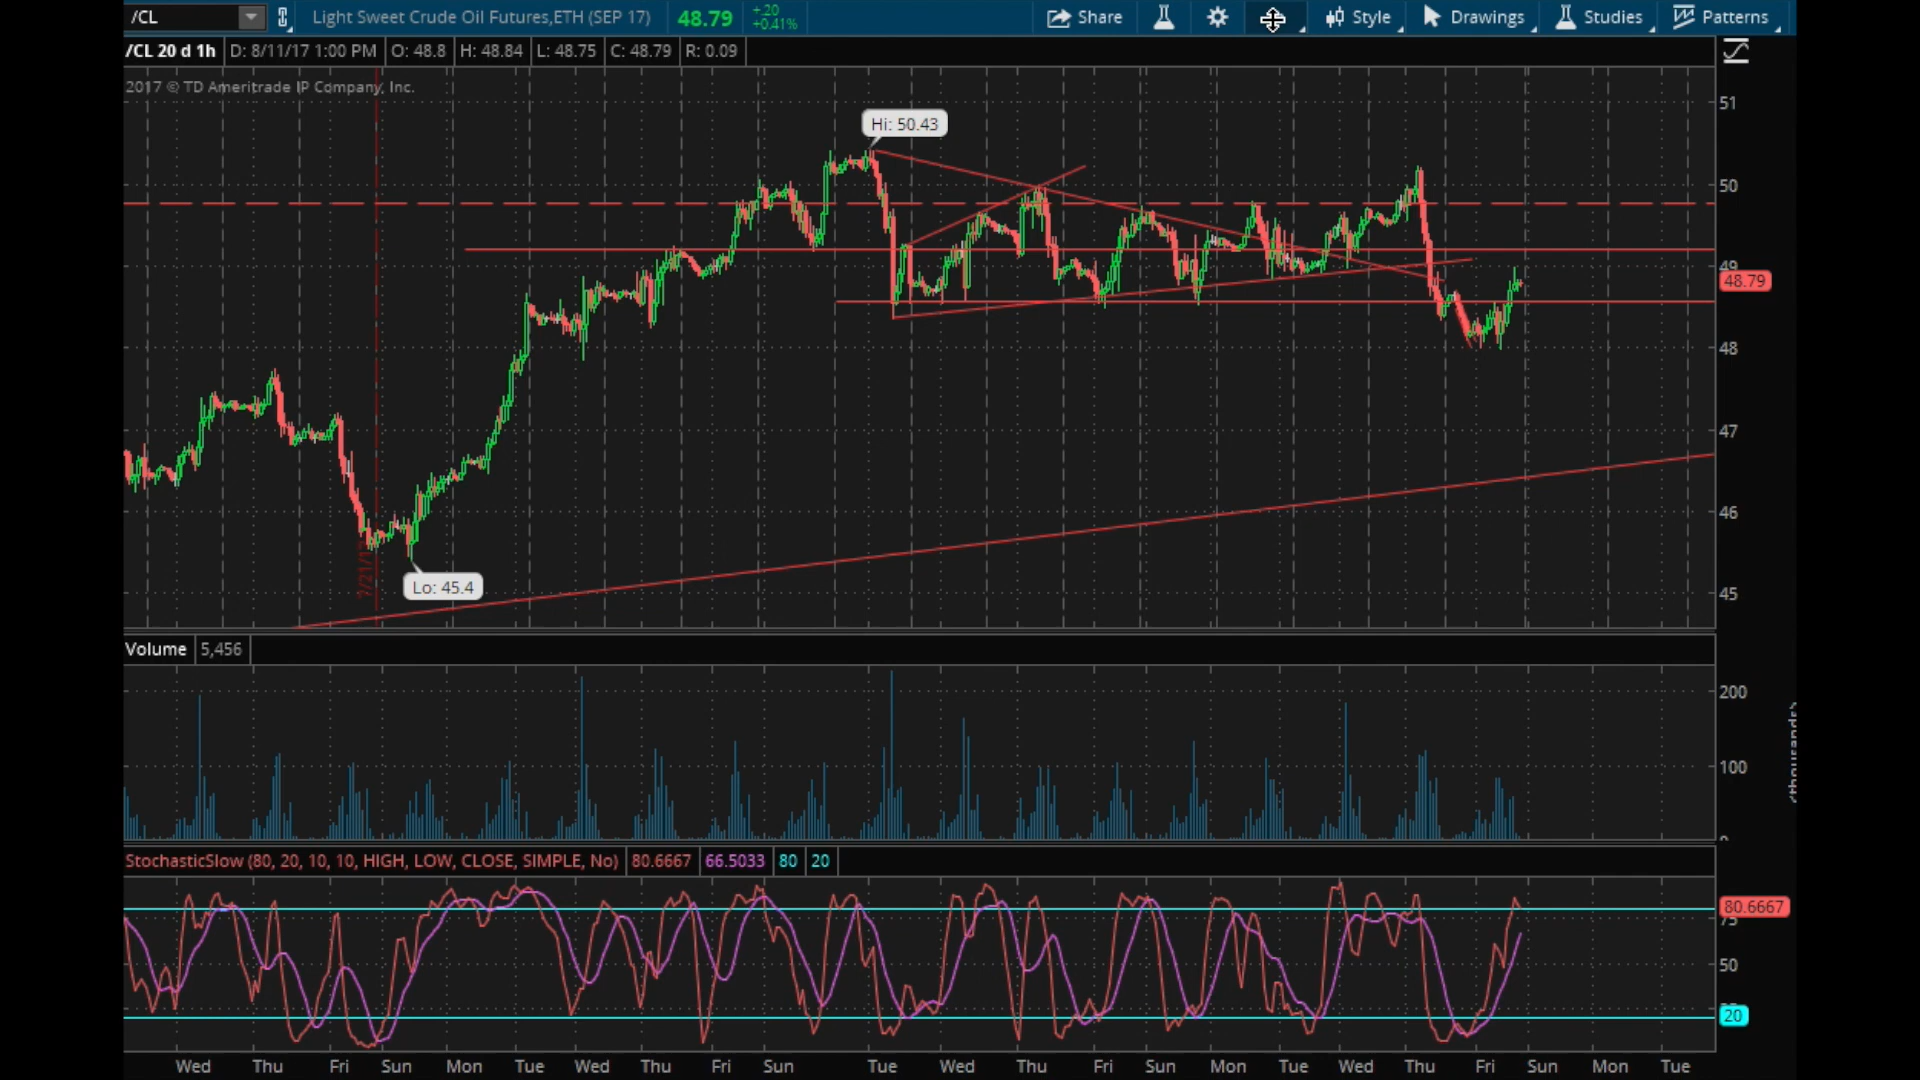 /CL Light Sweet Crude Oil Futures,ETH (SEP 17) 48.79 +.20 +0.41% Share Style Drawings Studies Patterns
/CL 20 d 1h D: 8/11/17 1:00 PM O: 48.8 H: 48.84 L: 48.75 C: 48.79 R: 0.09
2017 © TD Ameritrade IP Company, Inc.
51
Hi: 50.43
50
49
48.79
48
47
46
45
Lo: 45.4
Volume 5,456
200
100
<thousands>
StochasticSlow (80, 20, 10, 10, HIGH, LOW, CLOSE, SIMPLE, No) 80.6667 66.5033 80 20
80.6667
75
50
20
Wed Thu Fri Sun Mon Tue Wed Thu Fri Sun Tue Wed Thu Fri Sun Mon Tue Wed Thu Fri Sun Mon Tue